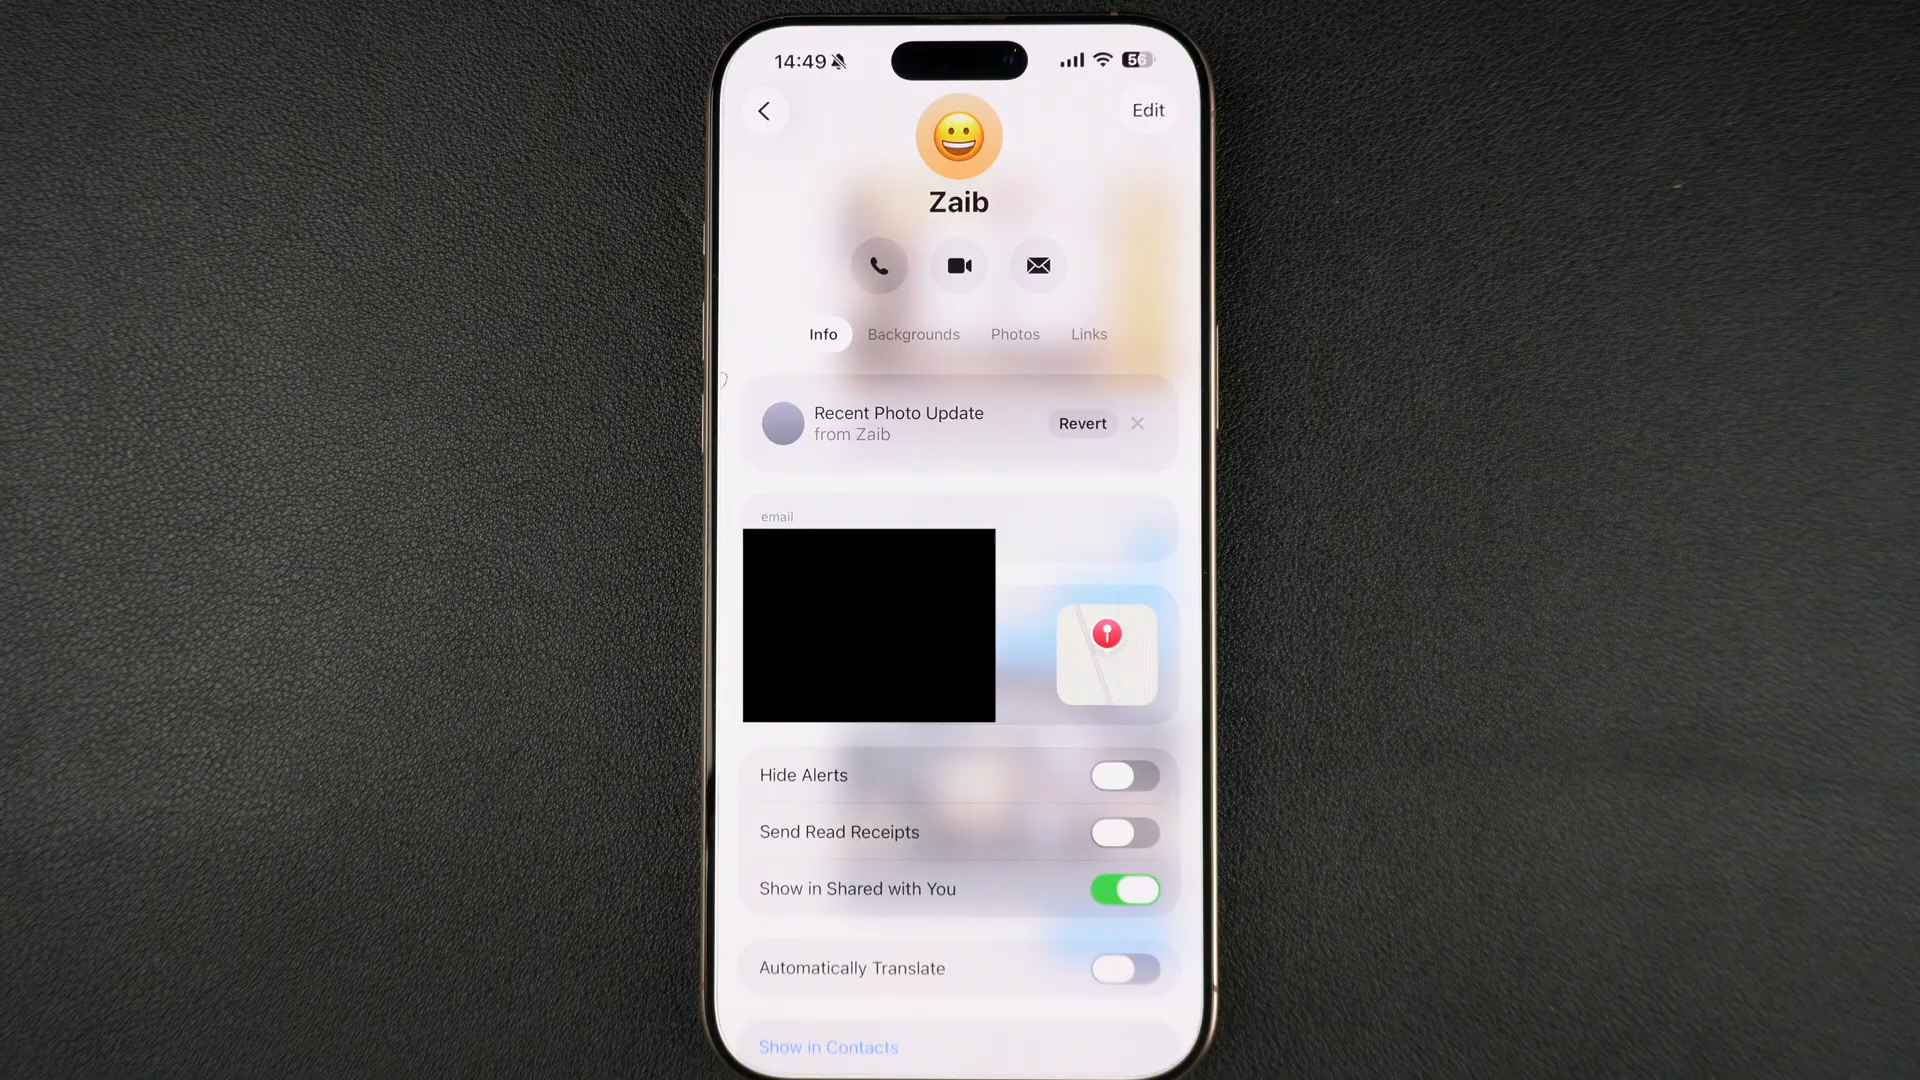 14:49
56
Edit
Zaib
Info Backgrounds Photos Links
Recent Photo Update
from Zaib
Revert
email
Hide Alerts
Send Read Receipts
Show in Shared with You
Automatically Translate
Show in Contacts